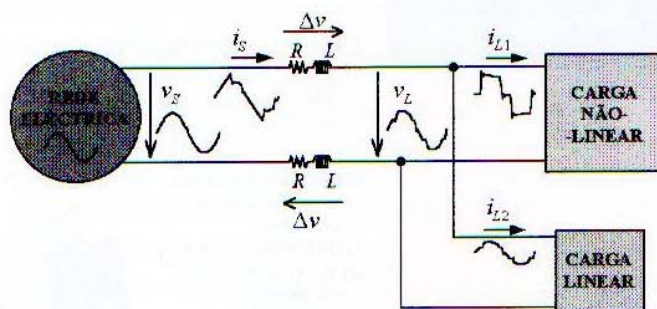 Δv
i_S
R L
i_L1
REDE
ELÉCTRICA
v_S
v_L
CARGA
NÃO-
-LINEAR
R L
Δv
i_L2
CARGA
LINEAR